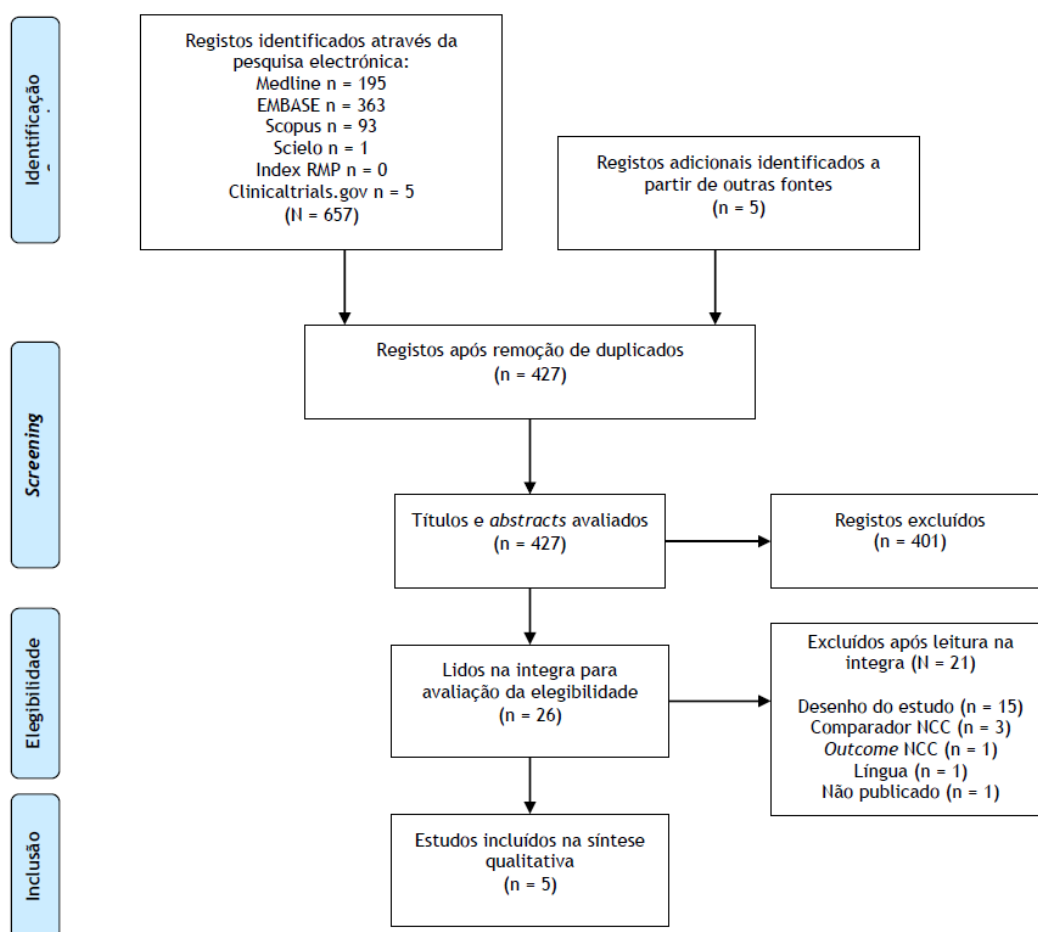 Identificação
Registos identificados através da
pesquisa electrónica:
Medline n = 195
EMBASE n = 363
Scopus n = 93
Scielo n = 1
Index RMP n = 0
Clinicaltrials.gov n = 5
(N = 657)
Registos adicionais identificados a
partir de outras fontes
(n = 5)
Screening
Registos após remoção de duplicados
(n = 427)
Títulos e abstracts avaliados
(n = 427)
Registos excluídos
(n = 401)
Elegibilidade
Lidos na integra para
avaliação da elegibilidade
(n = 26)
Excluídos após leitura na
integra (N = 21)
Desenho do estudo (n = 15)
Comparador NCC (n = 3)
Outcome NCC (n = 1)
Língua (n = 1)
Não publicado (n = 1)
Inclusão
Estudos incluídos na síntese
qualitativa
(n = 5)